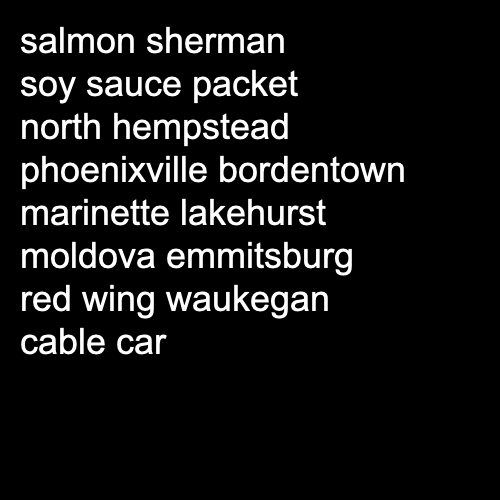 salmon sherman
soy sauce packet
north hempstead
phoenixville bordentown
marinette lakehurst
moldova emmitsburg
red wing waukegan
cable car